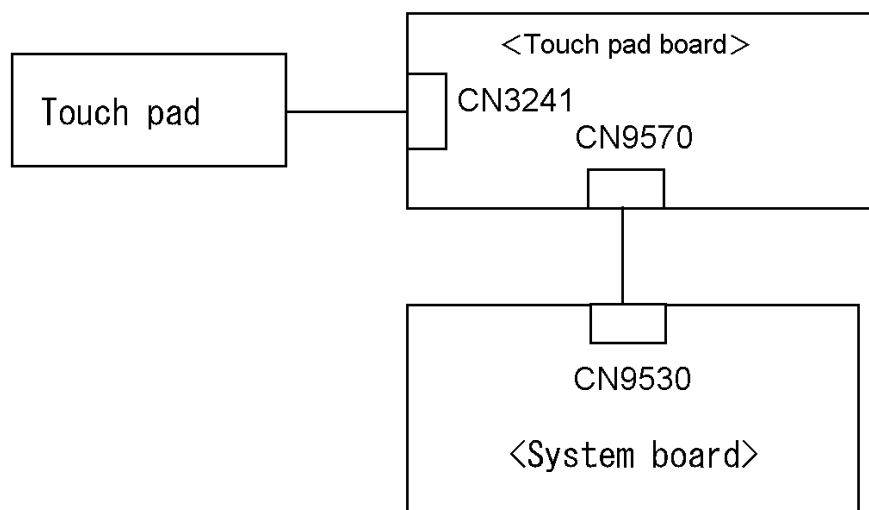 <Touch pad board>
Touch pad
CN3241
CN9570
CN9530
<System board>